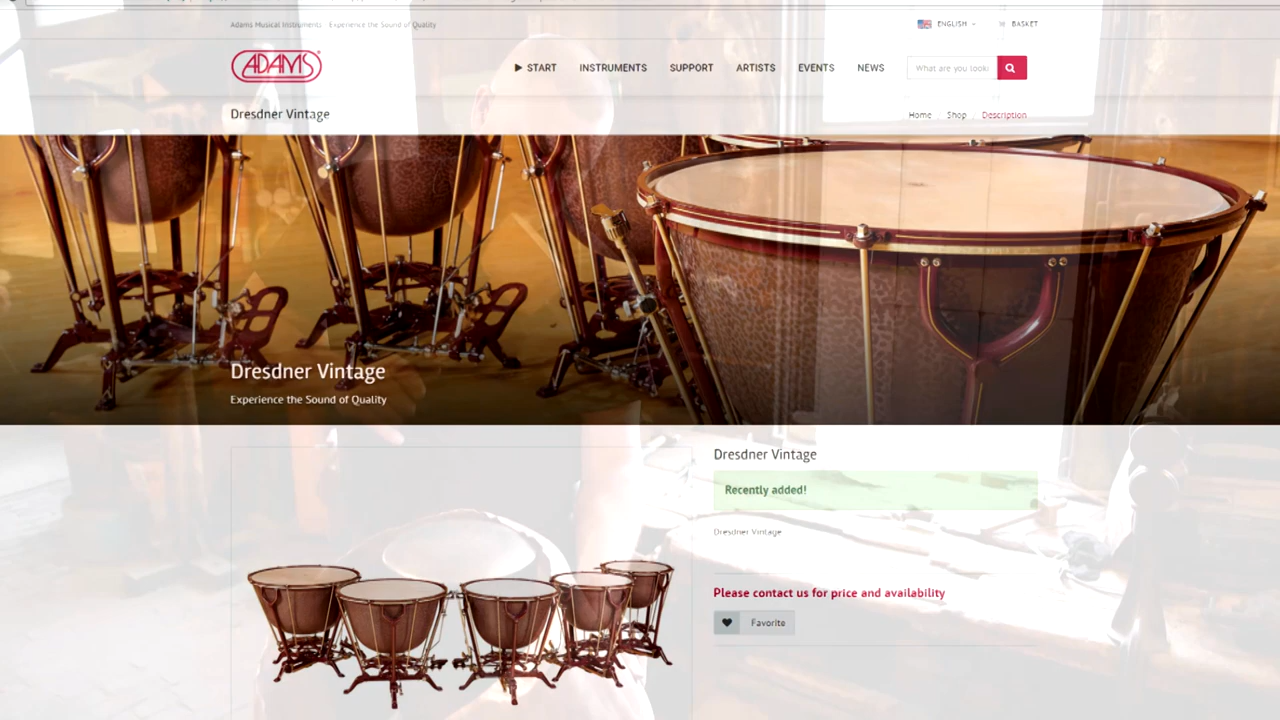 Adams Musical Instruments Experience the Sound of Quality
ENGLISH
BASKET
ADAMS
START
INSTRUMENTS
SUPPORT
ARTISTS
EVENTS
NEWS
What are you looki
Dresdner Vintage
Home / Shop / Description
Dresdner Vintage
Experience the Sound of Quality
Dresdner Vintage
Recently added!
Dresdner Vintage
Please contact us for price and availability
Favorite